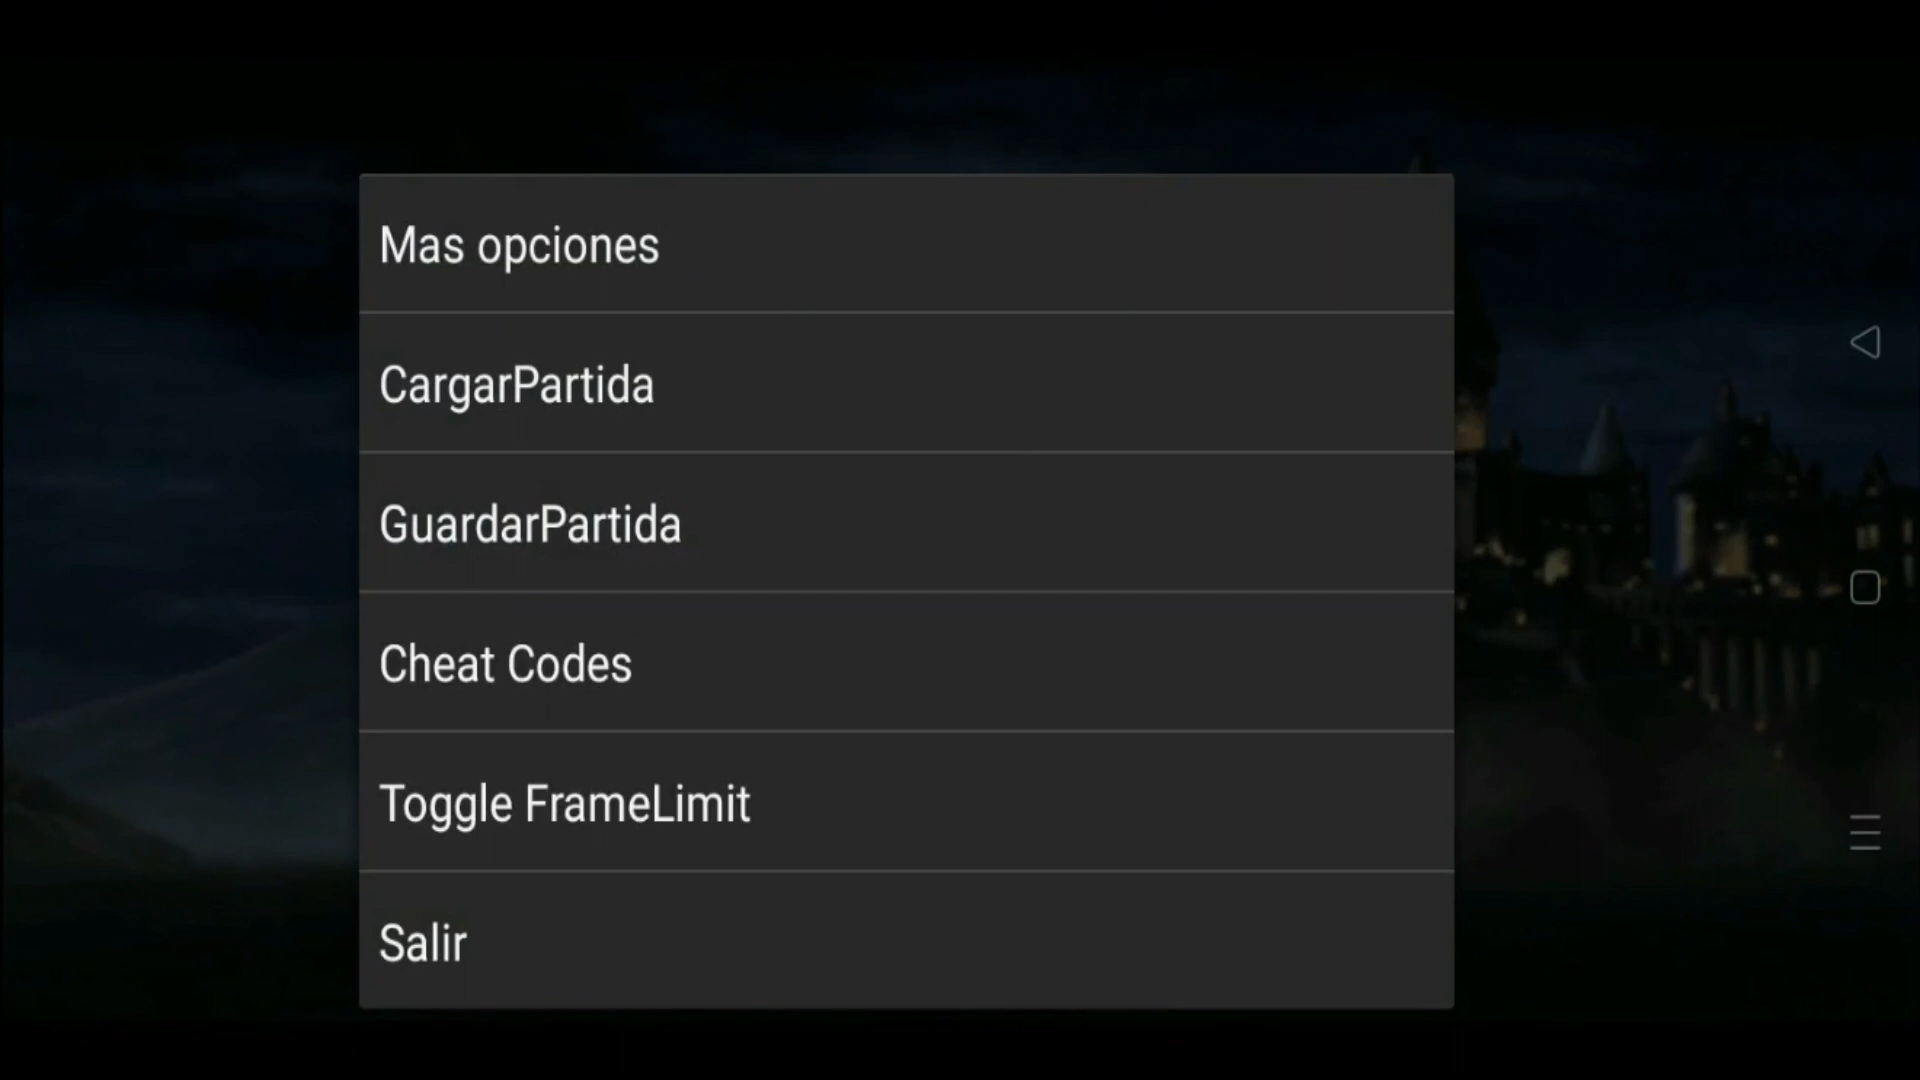 Mas opciones
CargarPartida
GuardarPartida
Cheat Codes
Toggle FrameLimit
Salir